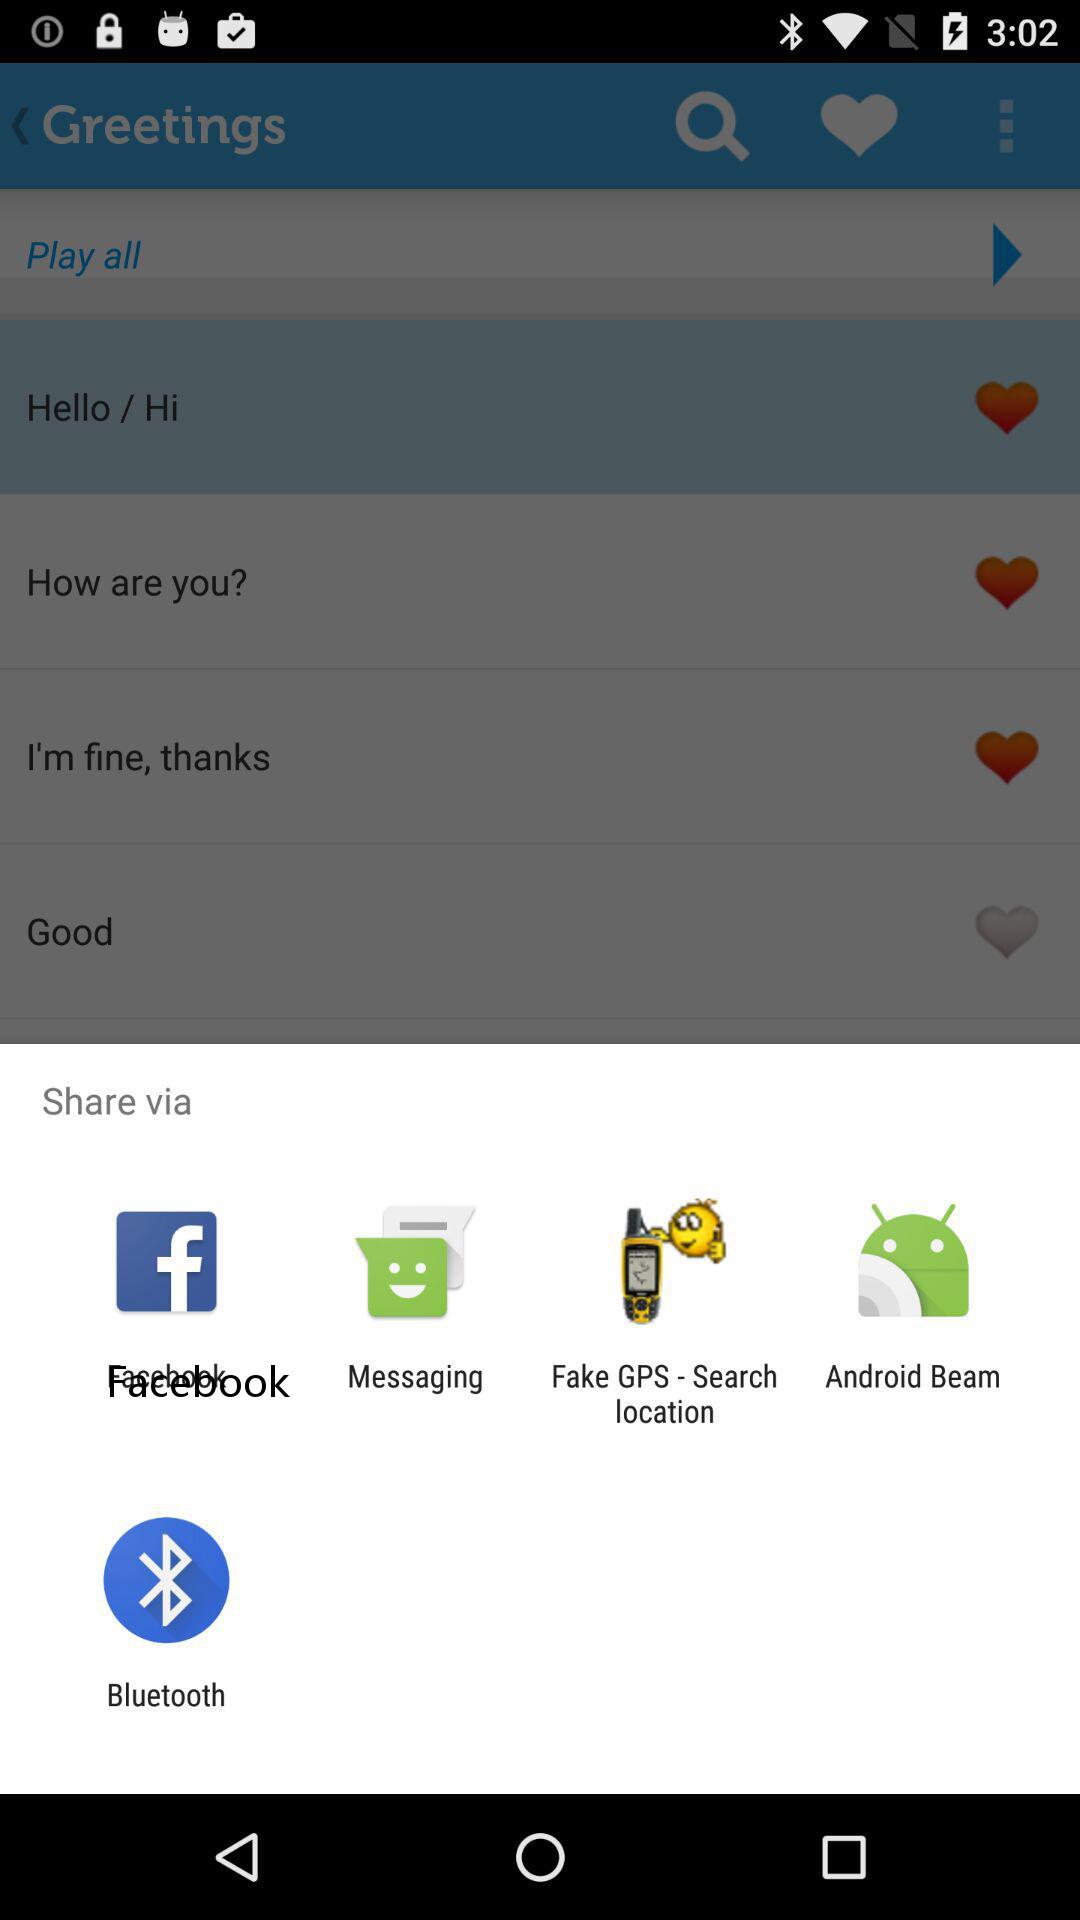 3:02
Greetings
Play all
Hello / Hi
How are you?
I'm fine, thanks
Good
Share via
Facebook
Facebook
Messaging
Fake GPS - Search
location
Android Beam
Bluetooth